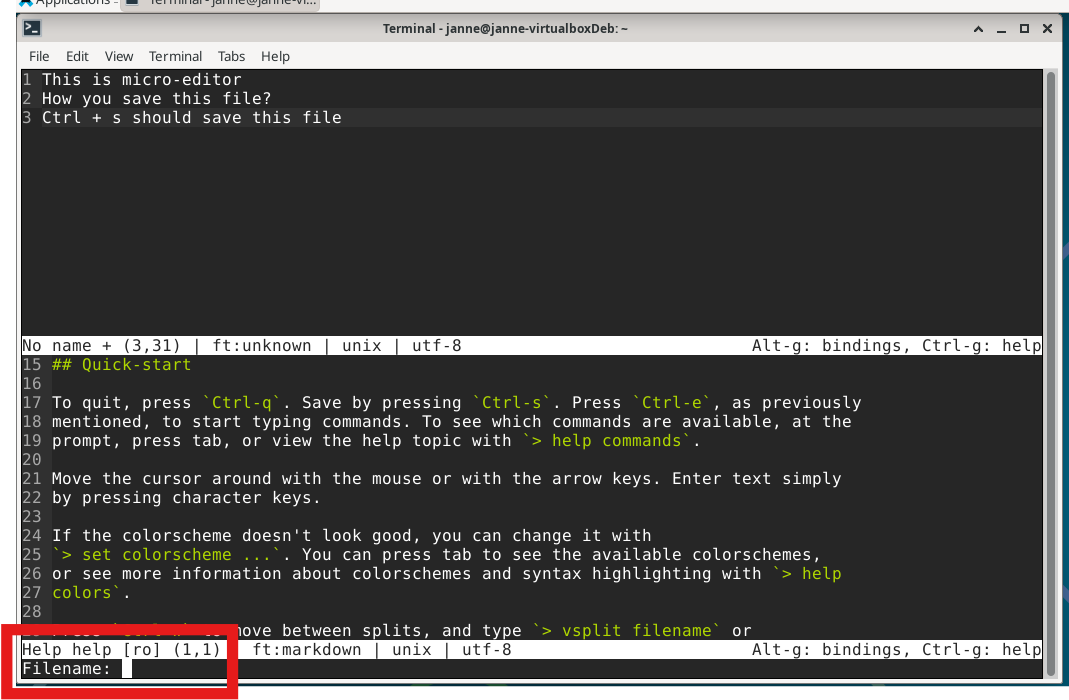 Applications
Terminal - janne@janne-vi...
Terminal - janne@janne-virtualboxDeb: ~
File Edit View Terminal Tabs Help
1 This is micro-editor
2 How you save this file?
3 Ctrl + s should save this file
No name + (3,31) | ft:unknown | unix | utf-8 Alt-g: bindings, Ctrl-g: help
15 ## Quick-start
16
17 To quit, press `Ctrl-q`. Save by pressing `Ctrl-s`. Press `Ctrl-e`, as previously
18 mentioned, to start typing commands. To see which commands are available, at the
19 prompt, press tab, or view the help topic with `> help commands`.
20
21 Move the cursor around with the mouse or with the arrow keys. Enter text simply
22 by pressing character keys.
23
24 If the colorscheme doesn't look good, you can change it with
25 `> set colorscheme ...`. You can press tab to see the available colorschemes,
26 or see more information about colorschemes and syntax highlighting with `> help
27 colors`.
28
move between splits, and type `> vsplit filename` or
Help help [ro] (1,1) ft:markdown | unix | utf-8 Alt-g: bindings, Ctrl-g: help
Filename: